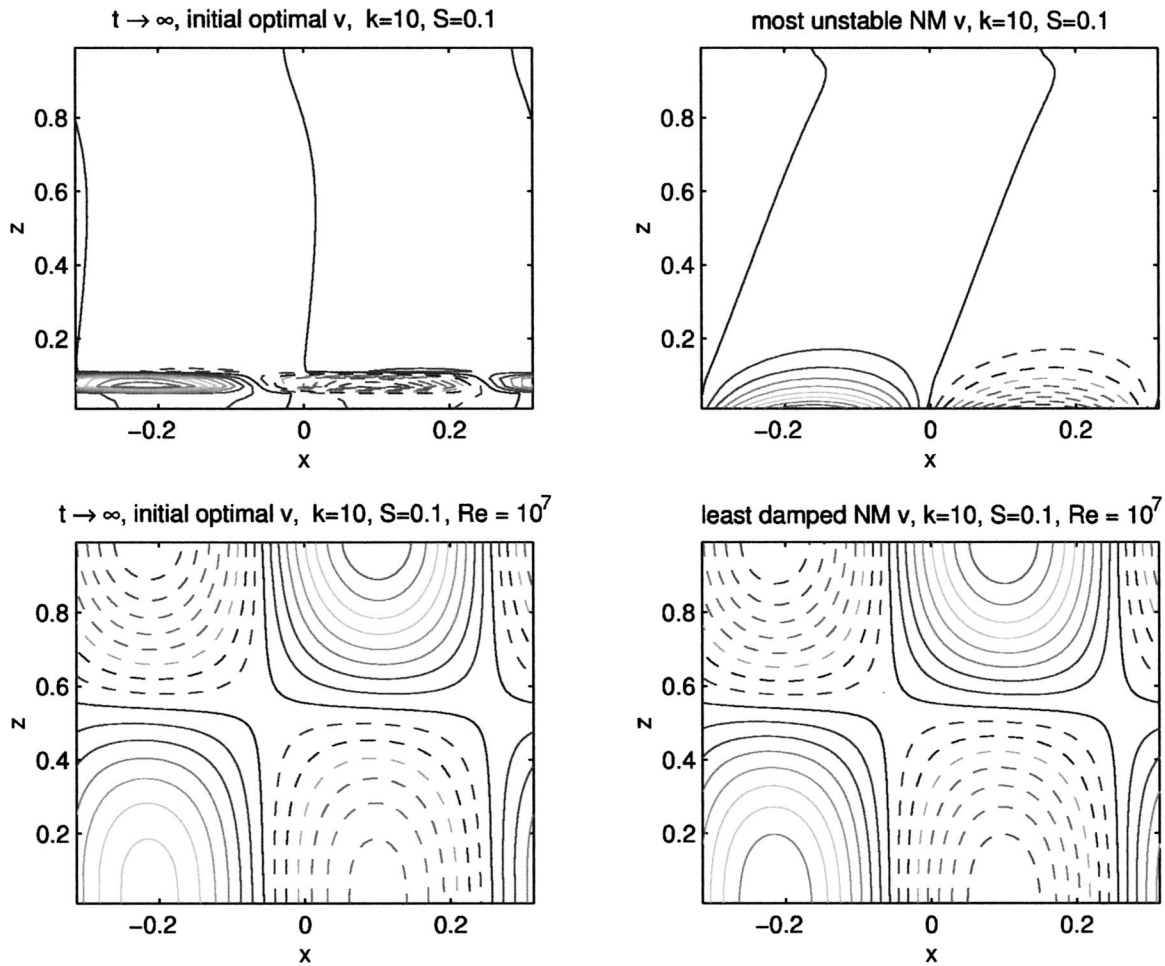 t → ∞, initial optimal v, k=10, S=0.1
0.8
0.6
z
0.4
0.2
−0.2
0
0.2
x
most unstable NM v, k=10, S=0.1
0.8
0.6
z
0.4
0.2
−0.2
0
0.2
x
t → ∞, initial optimal v, k=10, S=0.1, Re = 10^7
0.8
0.6
z
0.4
0.2
−0.2
0
0.2
x
least damped NM v, k=10, S=0.1, Re = 10^7
0.8
0.6
z
0.4
0.2
−0.2
0
0.2
x